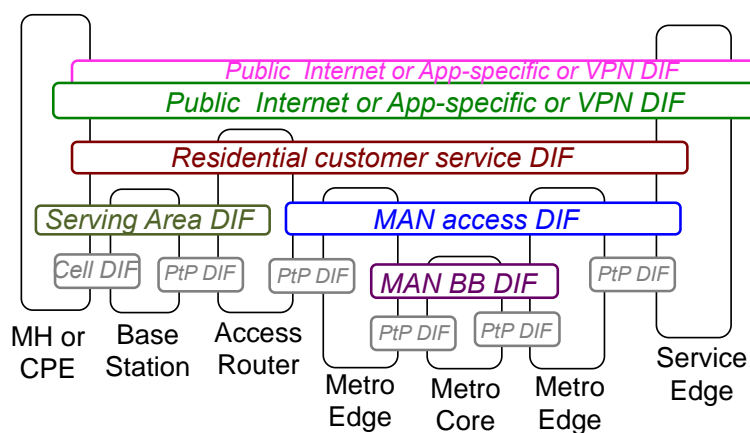 Public Internet or App-specific or VPN DIF
Public Internet or App-specific or VPN DIF
Residential customer service DIF
Serving Area DIF
MAN access DIF
Cell DIF
PtP DIF
PtP DIF
MAN BB DIF
PtP DIF
PtP DIF
PtP DIF
MH or
CPE
Base
Station
Access
Router
Metro
Edge
Metro
Core
Metro
Edge
Service
Edge